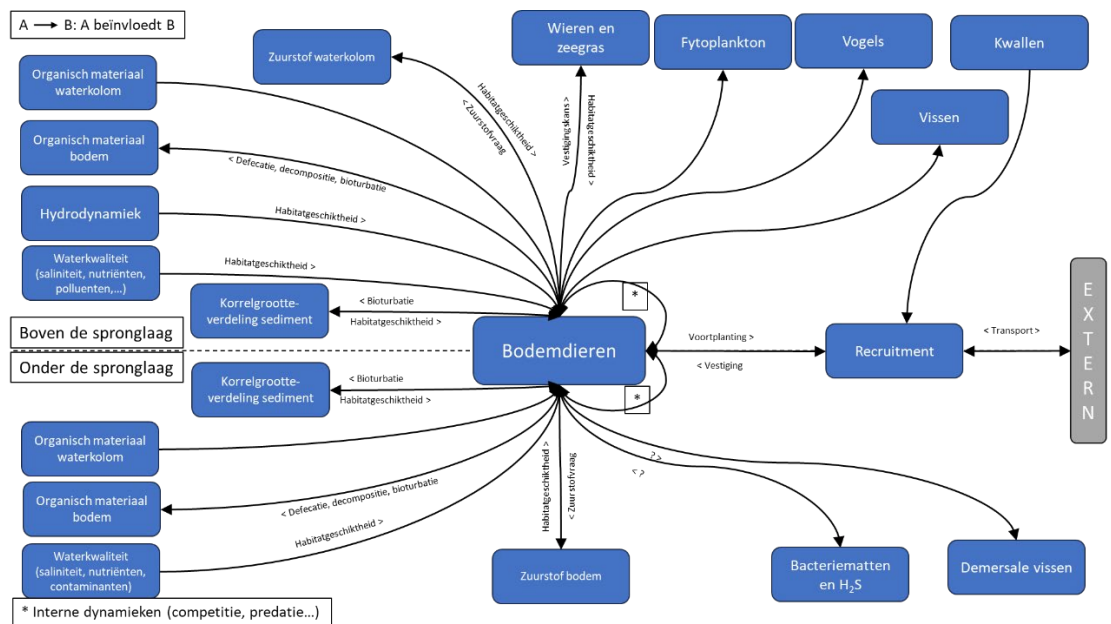 A → B: A beïnvloedt B
Wieren en
zeegras
Fytoplankton
Vogels
Kwallen
Zuurstof waterkolom
Organisch materiaal
waterkolom
Vissen
Organisch materiaal
bodem
Hydrodynamiek
Waterkwaliteit
(saliniteit, nutriënten,
polluenten,...)
Habitatgeschiktheid >
< Zuurstofvraag
Vestigingskans >
< Habitatgeschiktheid
< Defecatie, decompositie, bioturbatie
Habitatgeschiktheid >
Habitatgeschiktheid >
Korrelgrootte-
verdeling sediment
< Bioturbatie
Habitatgeschiktheid >
*
Boven de spronglaag
Onder de spronglaag
Bodemdieren
Voortplanting >
< Vestiging
Recruitment
< Transport >
EXTERN
*
Korrelgrootte-
verdeling sediment
< Bioturbatie
Habitatgeschiktheid >
Organisch materiaal
waterkolom
Organisch materiaal
bodem
Waterkwaliteit
(saliniteit, nutriënten,
contaminanten)
< Defecatie, decompositie, bioturbatie
Habitatgeschiktheid >
Habitatgeschiktheid >
< Zuurstofvraag
? >
< ?
Zuurstof bodem
Bacteriematten
en H₂S
Demersale vissen
* Interne dynamieken (competitie, predatie...)